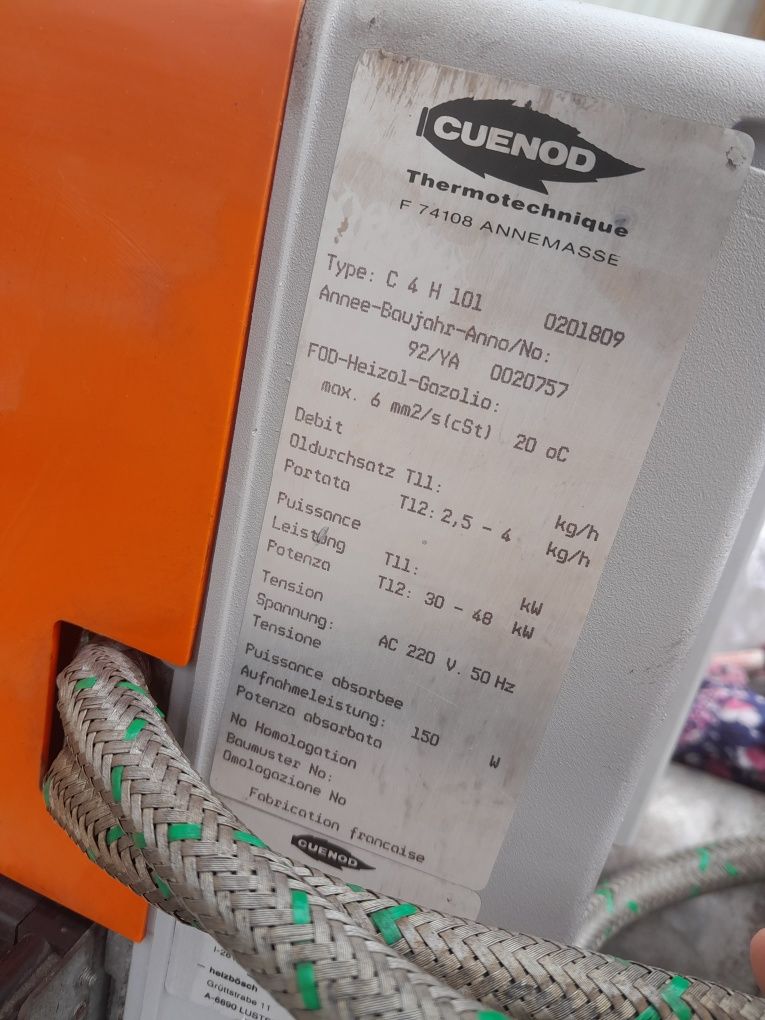 CUENOD
Thermotechnique
F 74108 ANNEMASSE
Type: C 4 H 101 0201809
Annee-Baujahr-Anno/No:
92/YA 0020757
FOD-Heizol-Gazolio:
max. 6 mm2/s(cSt) 20 oC
Debit
Oldurchsatz T11: kg/h
Portata T12: 2,5 - 4 kg/h
Puissance
Leistung T11: kW
Potenza T12: 30 - 48 kW
Tension
Spannung: AC 220 V. 50 Hz
Tensione
Puissance absorbee
Aufnahmeleistung: 150 W
Potenza absorbata
No Homologation
Baumuster No:
Omologazione No
Fabrication francaise
CUENOD
heizbösch
Grüttstrabe 11